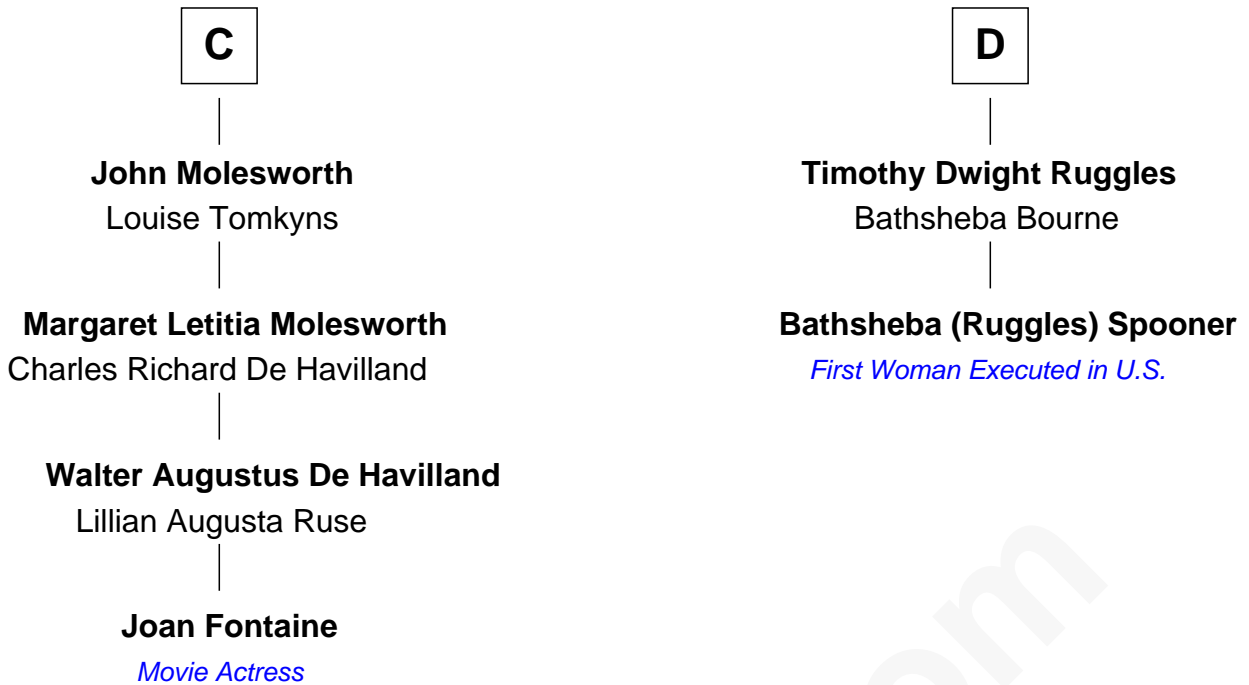 C
John Molesworth
Louise Tomkyns
Margaret Letitia Molesworth
Charles Richard De Havilland
Walter Augustus De Havilland
Lillian Augusta Ruse
Joan Fontaine
Movie Actress
D
Timothy Dwight Ruggles
Bathsheba Bourne
Bathsheba (Ruggles) Spooner
First Woman Executed in U.S.
om